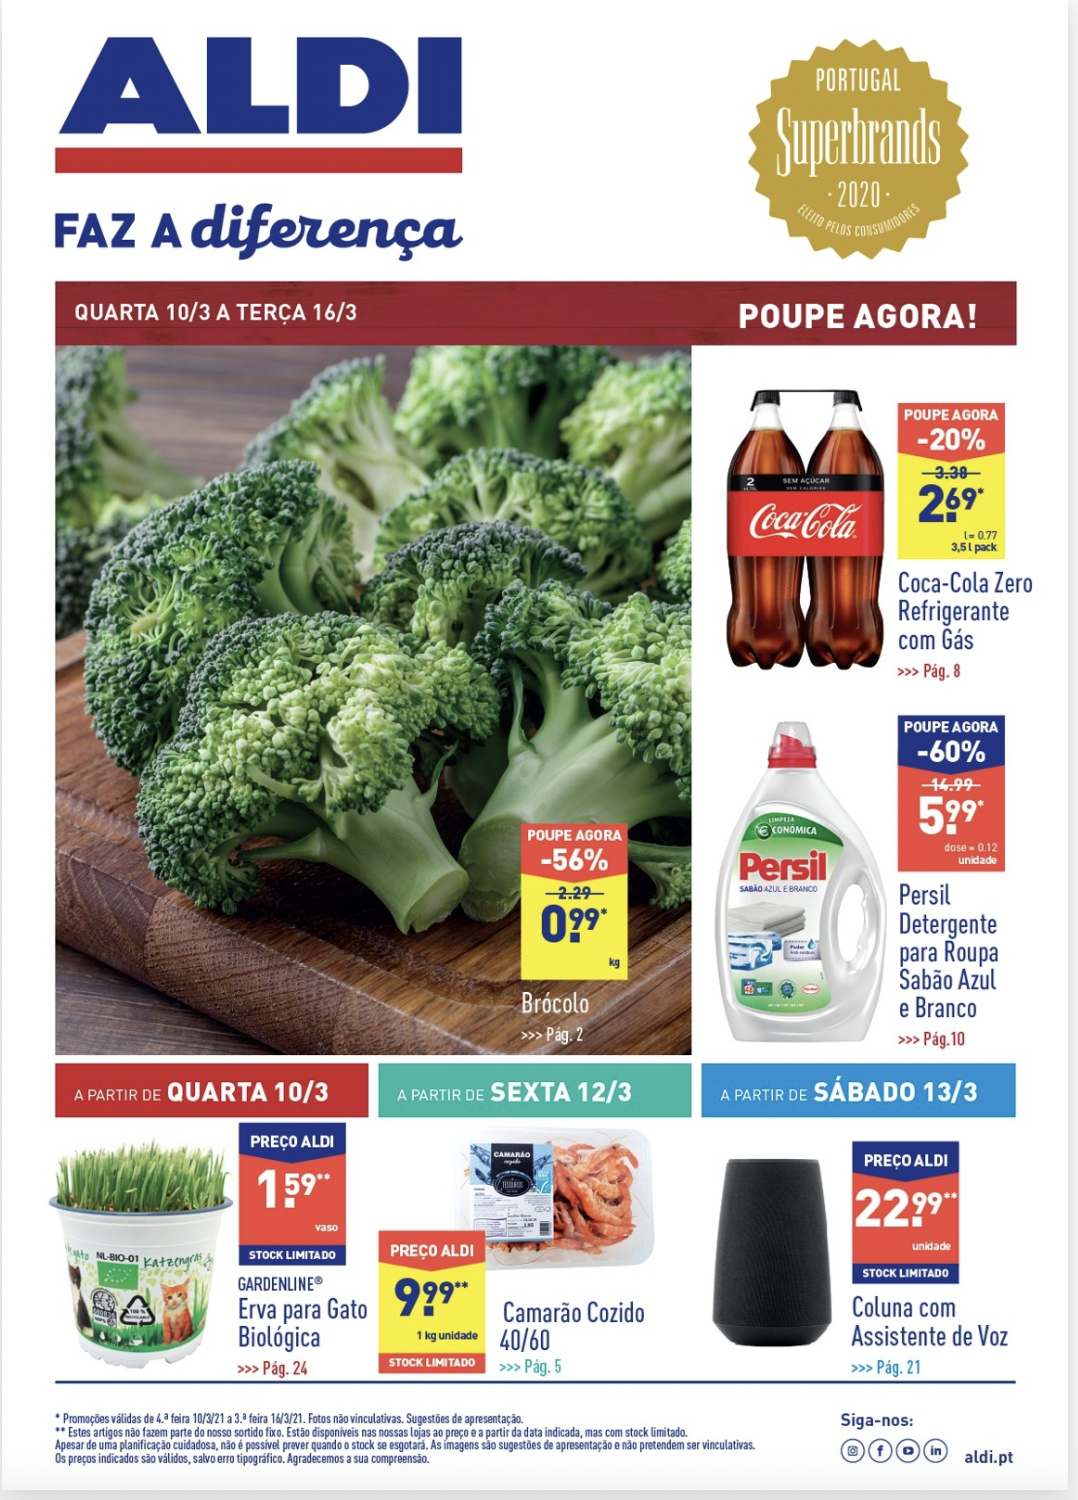 ALDI
FAZ A diferença
PORTUGAL
Superbrands
· 2020 ·
ELEITO PELOS CONSUMIDORES
QUARTA 10/3 A TERÇA 16/3
POUPE AGORA!
POUPE AGORA
-20%
3.38
2.69*
l = 0.77
3,5 l pack
2
SEM AÇÚCAR
Coca-Cola
Coca-Cola Zero
Refrigerante
com Gás
>>> Pág. 8
POUPE AGORA
-60%
14.99
5.99*
dose = 0.12
unidade
LIMPEZA
ECONÓMICA
Persil
SABÃO AZUL E BRANCO
Persil
Detergente
para Roupa
Sabão Azul
e Branco
>>> Pág.10
POUPE AGORA
-56%
2.29
0.99*
kg
Brócolo
>>> Pág. 2
A PARTIR DE QUARTA 10/3
A PARTIR DE SEXTA 12/3
A PARTIR DE SÁBADO 13/3
NL-BIO-01
Katzengras
100 %
PREÇO ALDI
1.59**
vaso
STOCK LIMITADO
GARDENLINE®
Erva para Gato
Biológica
>>> Pág. 24
CAMARÃO
cozido
PREÇO ALDI
9.99**
1 kg unidade
STOCK LIMITADO
Camarão Cozido
40/60
>>> Pág. 5
PREÇO ALDI
22.99**
unidade
STOCK LIMITADO
Coluna com
Assistente de Voz
>>> Pág. 21
* Promoções válidas de 4.ª feira 10/3/21 a 3.ª feira 16/3/21. Fotos não vinculativas. Sugestões de apresentação.
** Estes artigos não fazem parte do nosso sortido fixo. Estão disponíveis nas nossas lojas ao preço e a partir da data indicada, mas com stock limitado.
Apesar de uma planificação cuidadosa, não é possível prever quando o stock se esgotará. As imagens são sugestões de apresentação e não pretendem ser vinculativas.
Os preços indicados são válidos, salvo erro tipográfico. Agradecemos a sua compreensão.
Siga-nos:
aldi.pt